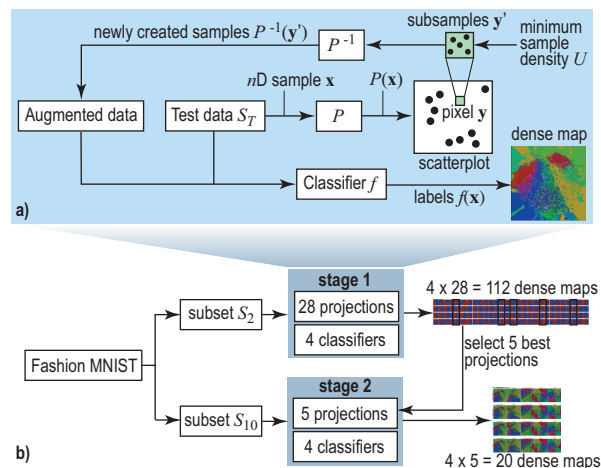 newly created samples P⁻¹(y')
P⁻¹
subsamples y'
minimum
sample
density U
nD sample x
P(x)
Augmented data
Test data S_T
P
pixel y
scatterplot
dense map
Classifier f
labels f(x)
a)
stage 1
28 projections
4 classifiers
4 x 28 = 112 dense maps
subset S₂
select 5 best
projections
Fashion MNIST
stage 2
subset S₁₀
5 projections
4 classifiers
b)
4 x 5 = 20 dense maps